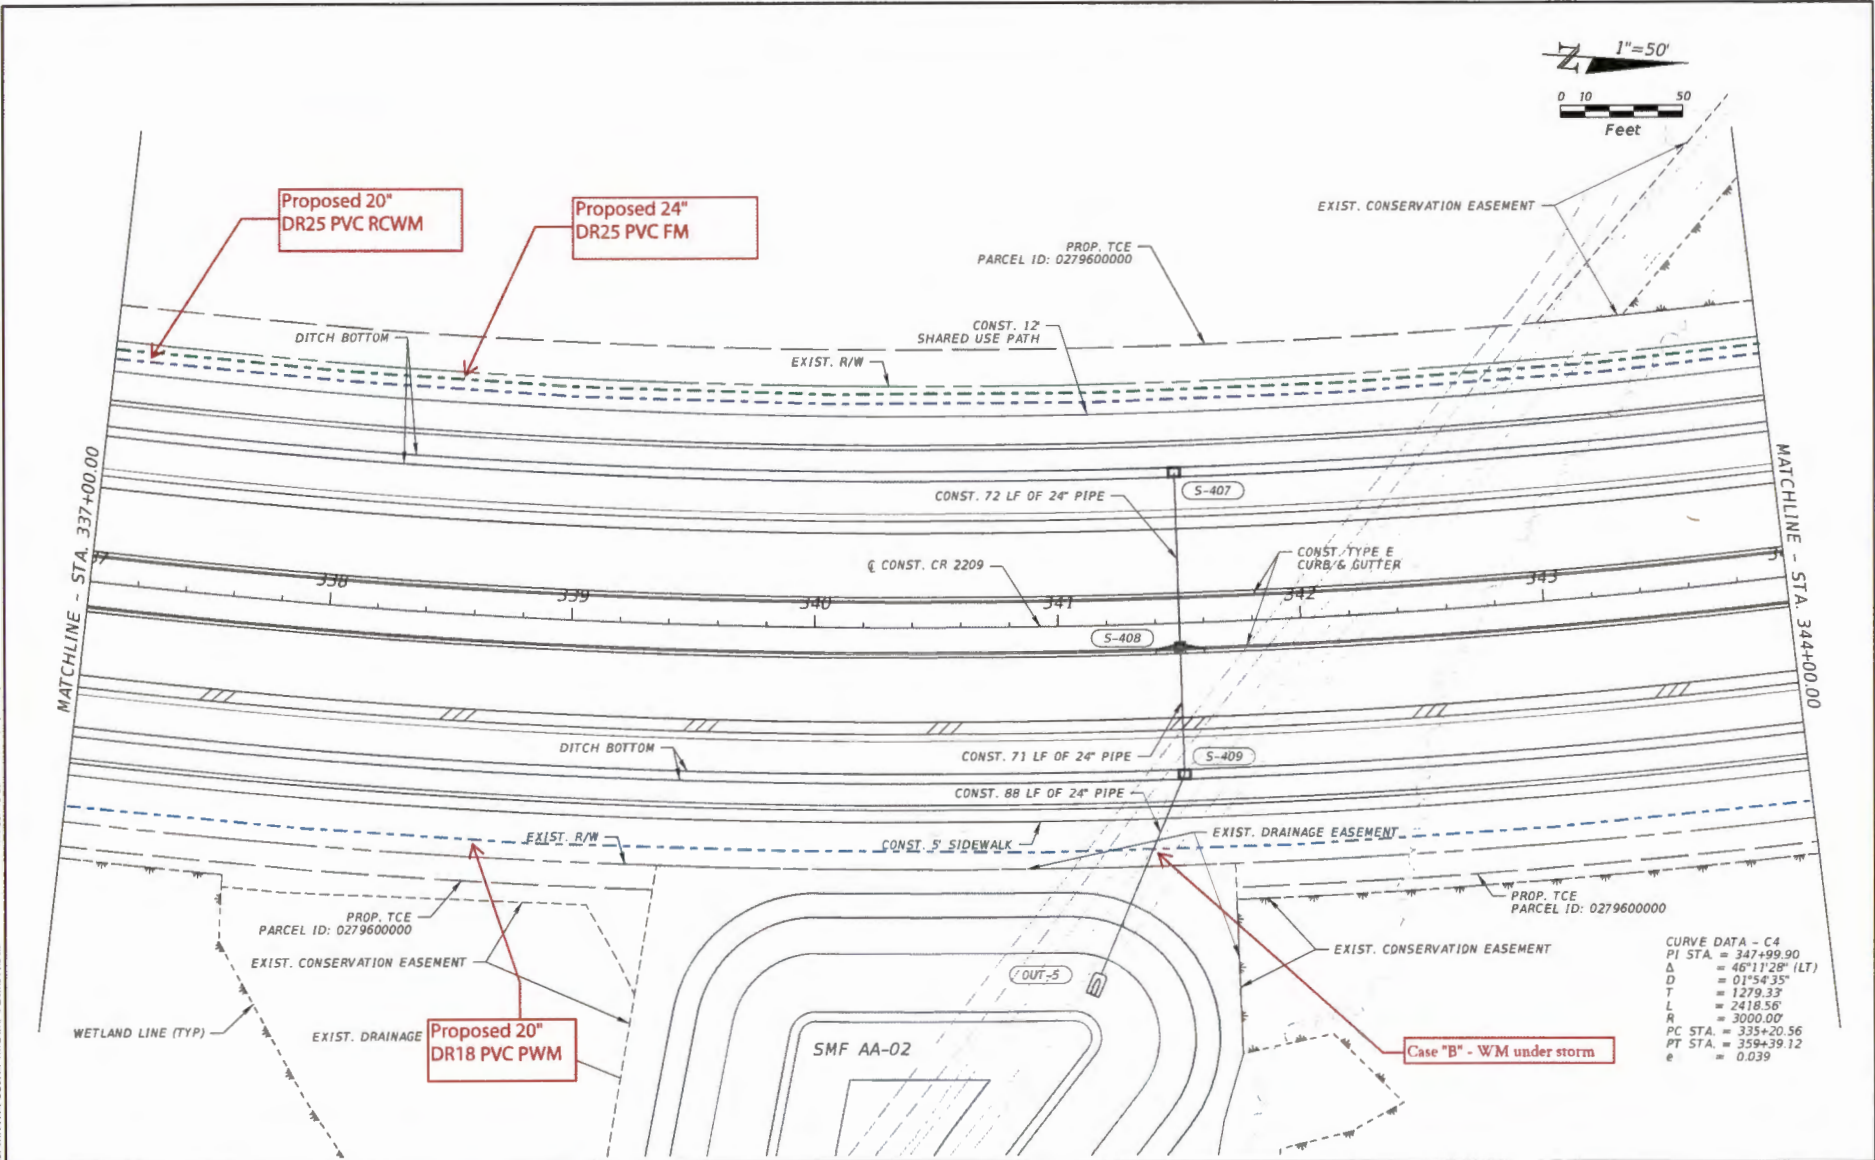 1"=50'
N
0 10 50
Feet
Proposed 20"
DR25 PVC RCWM
Proposed 24"
DR25 PVC FM
EXIST. CONSERVATION EASEMENT
PROP. TCE
PARCEL ID: 0279600000
CONST. 12'
SHARED USE PATH
DITCH BOTTOM
EXIST. R/W
MATCHLINE - STA. 337+00.00
MATCHLINE - STA. 344+00.00
CONST. 72 LF OF 24" PIPE
S-407
℄ CONST. CR 2209
CONST. TYPE E
CURB & GUTTER
338
339
340
341
342
343
S-408
DITCH BOTTOM
CONST. 71 LF OF 24" PIPE
S-409
CONST. 88 LF OF 24" PIPE
EXIST. R/W
CONST. 5' SIDEWALK
EXIST. DRAINAGE EASEMENT
PROP. TCE
PARCEL ID: 0279600000
PROP. TCE
PARCEL ID: 0279600000
EXIST. CONSERVATION EASEMENT
EXIST. CONSERVATION EASEMENT
OUT-5
WETLAND LINE (TYP)
EXIST. DRAINAGE
Proposed 20"
DR18 PVC PWM
SMF AA-02
Case "B" - WM under storm
CURVE DATA - C4
PI STA. = 347+99.90
Δ = 46°11'28" (LT)
D = 01°54'35"
T = 1279.33'
L = 2418.56'
R = 3000.00'
PC STA. = 335+20.56
PT STA. = 359+39.12
e = 0.039